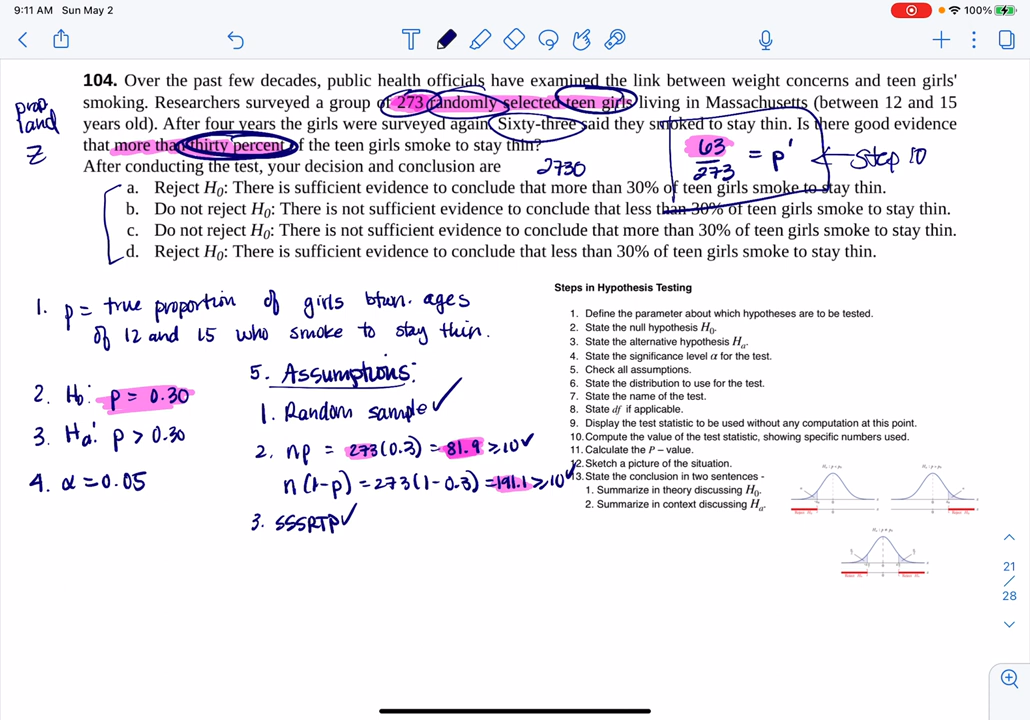 9:11 AM Sun May 2
100%
104. Over the past few decades, public health officials have examined the link between weight concerns and teen girls'
smoking. Researchers surveyed a group of 273 randomly selected teen girls living in Massachusetts (between 12 and 15
years old). After four years the girls were surveyed again. Sixty-three said they smoked to stay thin. Is there good evidence
that more than thirty percent of the teen girls smoke to stay thin?
After conducting the test, your decision and conclusion are
a. Reject H0: There is sufficient evidence to conclude that more than 30% of teen girls smoke to stay thin.
b. Do not reject H0: There is not sufficient evidence to conclude that less than 30% of teen girls smoke to stay thin.
c. Do not reject H0: There is not sufficient evidence to conclude that more than 30% of teen girls smoke to stay thin.
d. Reject H0: There is sufficient evidence to conclude that less than 30% of teen girls smoke to stay thin.
prop
1 and
Z
2730
63
273
= p'
step 10
1. p = true proportion of girls btwn. ages
of 12 and 15 who smoke to stay thin.
2. H0: p = 0.30
3. Ha: p > 0.30
4. α = 0.05
5. Assumptions:
1. Random sample ✓
2. np = 273(0.3) = 81.9 ≥ 10 ✓
n(1-p) = 273(1-0.3) = 191.1 ≥ 10 ✓
3. SSSRTP ✓
Steps in Hypothesis Testing
1. Define the parameter about which hypotheses are to be tested.
2. State the null hypothesis H0.
3. State the alternative hypothesis Ha.
4. State the significance level α for the test.
5. Check all assumptions.
6. State the distribution to use for the test.
7. State the name of the test.
8. State df if applicable.
9. Display the test statistic to be used without any computation at this point.
10. Compute the value of the test statistic, showing specific numbers used.
11. Calculate the P – value.
12. Sketch a picture of the situation.
13. State the conclusion in two sentences -
1. Summarize in theory discussing H0.
2. Summarize in context discussing Ha.
21
/
28